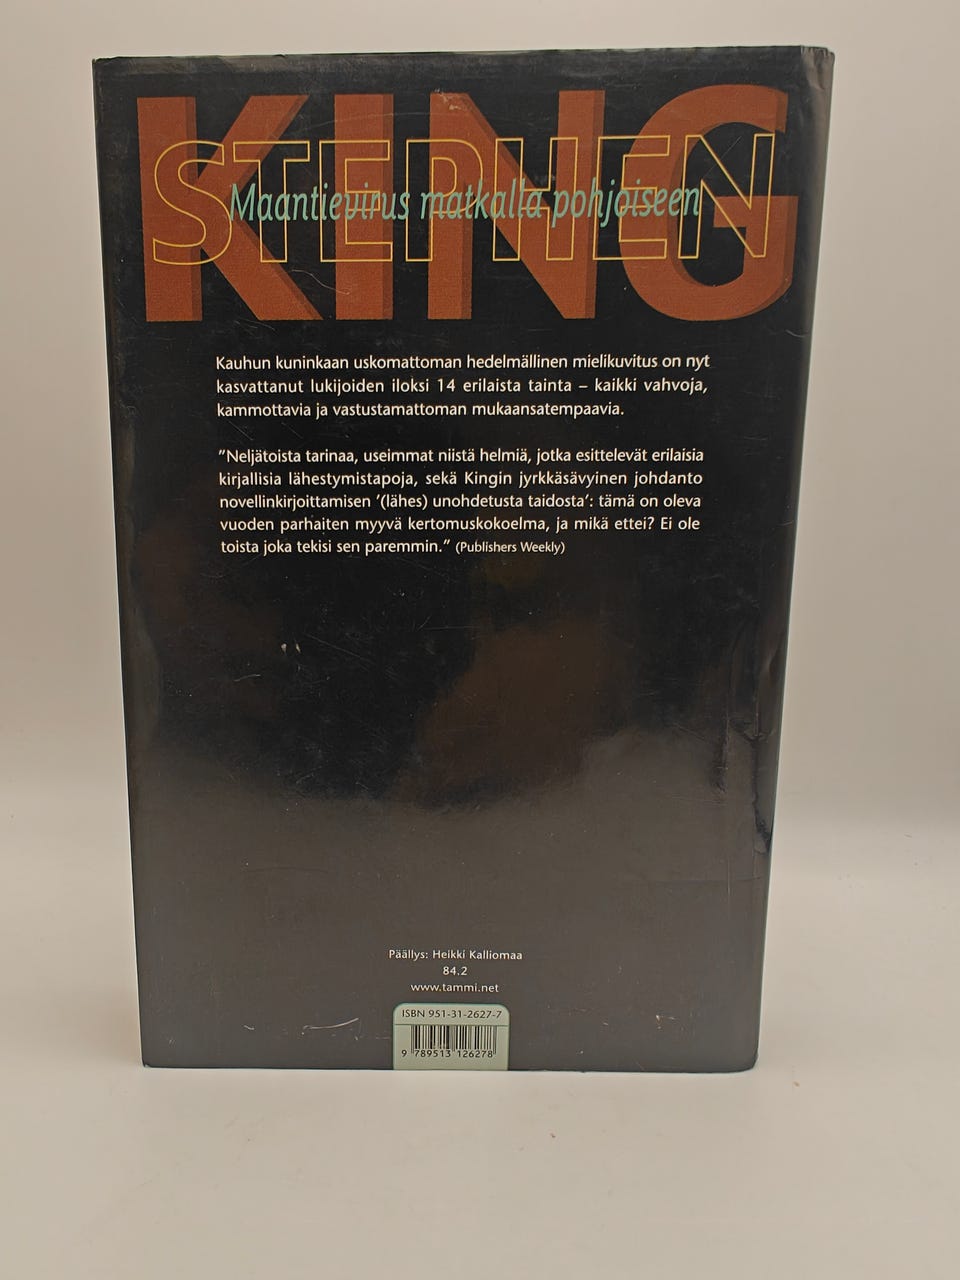 KING
STEPHEN
Maantievirus matkalla pohjoiseen
Kauhun kuninkaan uskomattoman hedelmällinen mielikuvitus on nyt
kasvattanut lukijoiden iloksi 14 erilaista tainta – kaikki vahvoja,
kammottavia ja vastustamattoman mukaansatempaavia.
”Neljätoista tarinaa, useimmat niistä helmiä, jotka esittelevät erilaisia
kirjallisia lähestymistapoja, sekä Kingin jyrkkäsävyinen johdanto
novellinkirjoittamisen ’(lähes) unohdetusta taidosta’: tämä on oleva
vuoden parhaiten myyvä kertomuskokoelma, ja mikä ettei? Ei ole
toista joka tekisi sen paremmin.” (Publishers Weekly)
Päällys: Heikki Kalliomaa
84.2
www.tammi.net
ISBN 951-31-2627-7
9 789513 126278